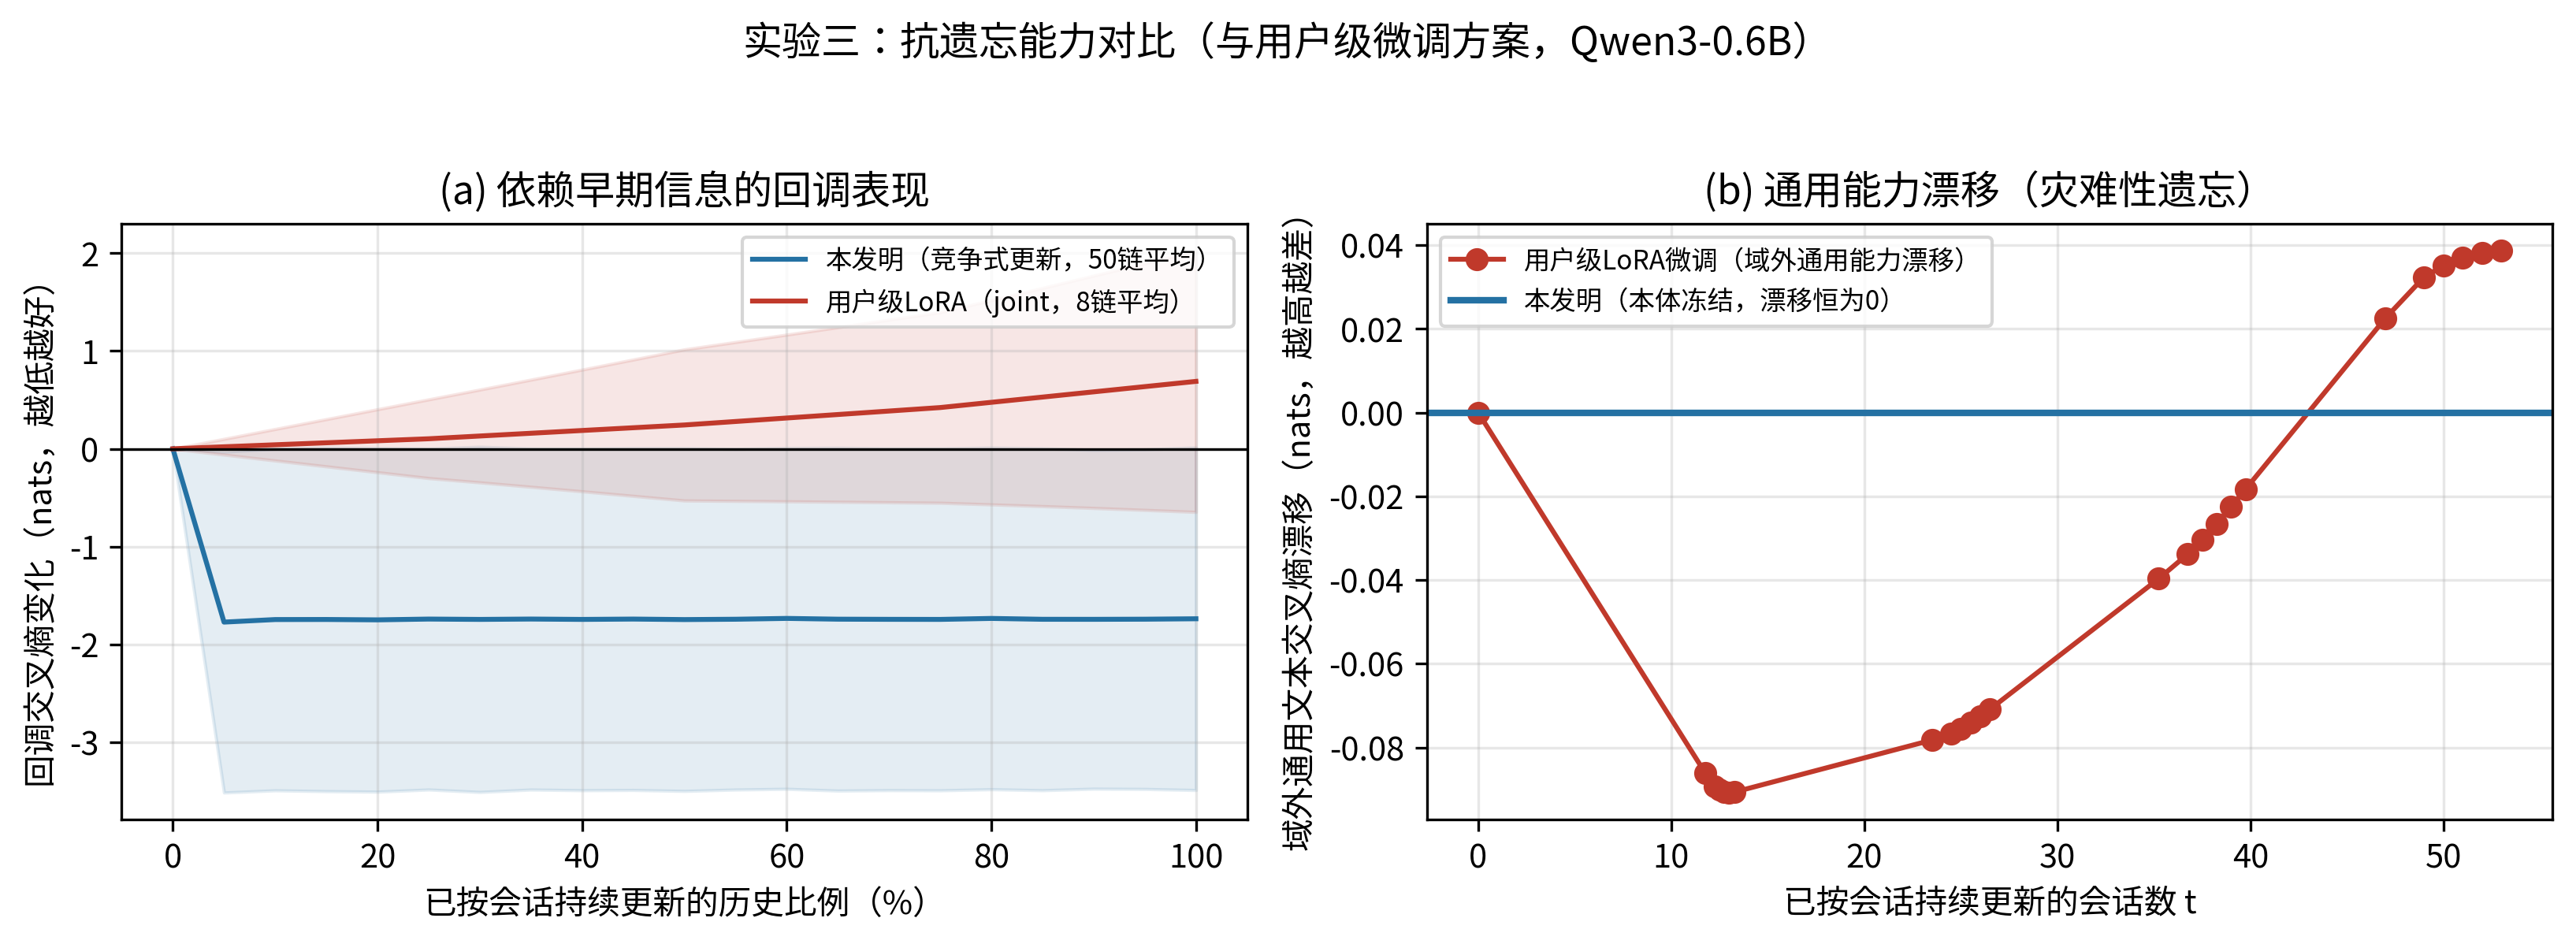 实验三：抗遗忘能力对比（与用户级微调方案，Qwen3-0.6B）
(a) 依赖早期信息的回调表现
回调交叉熵变化（nats，越低越好）
2
1
0
-1
-2
-3
本发明（竞争式更新，50链平均）
用户级LoRA（joint，8链平均）
0
20
40
60
80
100
已按会话持续更新的历史比例（%）
(b) 通用能力漂移（灾难性遗忘）
域外通用文本交叉熵漂移（nats，越高越差）
0.04
0.02
0.00
-0.02
-0.04
-0.06
-0.08
用户级LoRA微调（域外通用能力漂移）
本发明（本体冻结，漂移恒为0）
0
10
20
30
40
50
已按会话持续更新的会话数 t